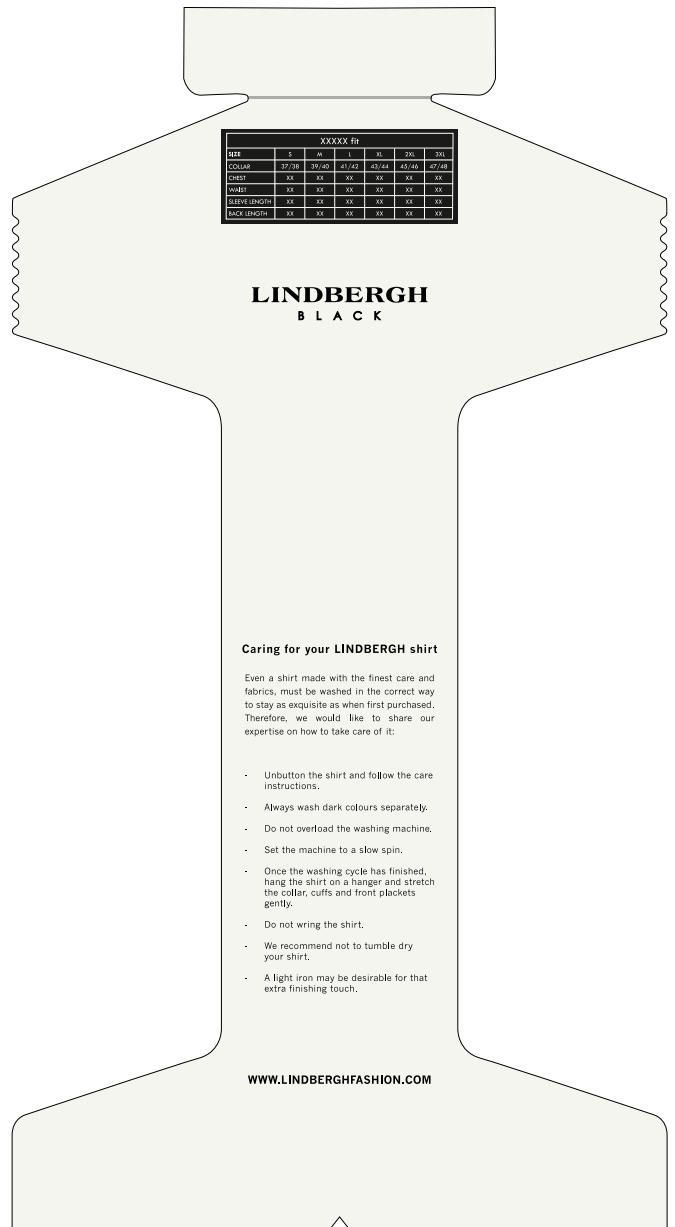 XXXXX fit
SIZE S M L XL 2XL 3XL
COLLAR 37/38 39/40 41/42 43/44 45/46 47/48
CHEST XX XX XX XX XX XX
WAIST XX XX XX XX XX XX
SLEEVE LENGTH XX XX XX XX XX XX
BACK LENGTH XX XX XX XX XX XX
LINDBERGH
BLACK
Caring for your LINDBERGH shirt
Even a shirt made with the finest care and
fabrics, must be washed in the correct way
to stay as exquisite as when first purchased.
Therefore, we would like to share our
expertise on how to take care of it:
- Unbutton the shirt and follow the care
instructions.
- Always wash dark colours separately.
- Do not overload the washing machine.
- Set the machine to a slow spin.
- Once the washing cycle has finished,
hang the shirt on a hanger and stretch
the collar, cuffs and front plackets
gently.
- Do not wring the shirt.
- We recommend not to tumble dry
your shirt.
- A light iron may be desirable for that
extra finishing touch.
WWW.LINDBERGHFASHION.COM